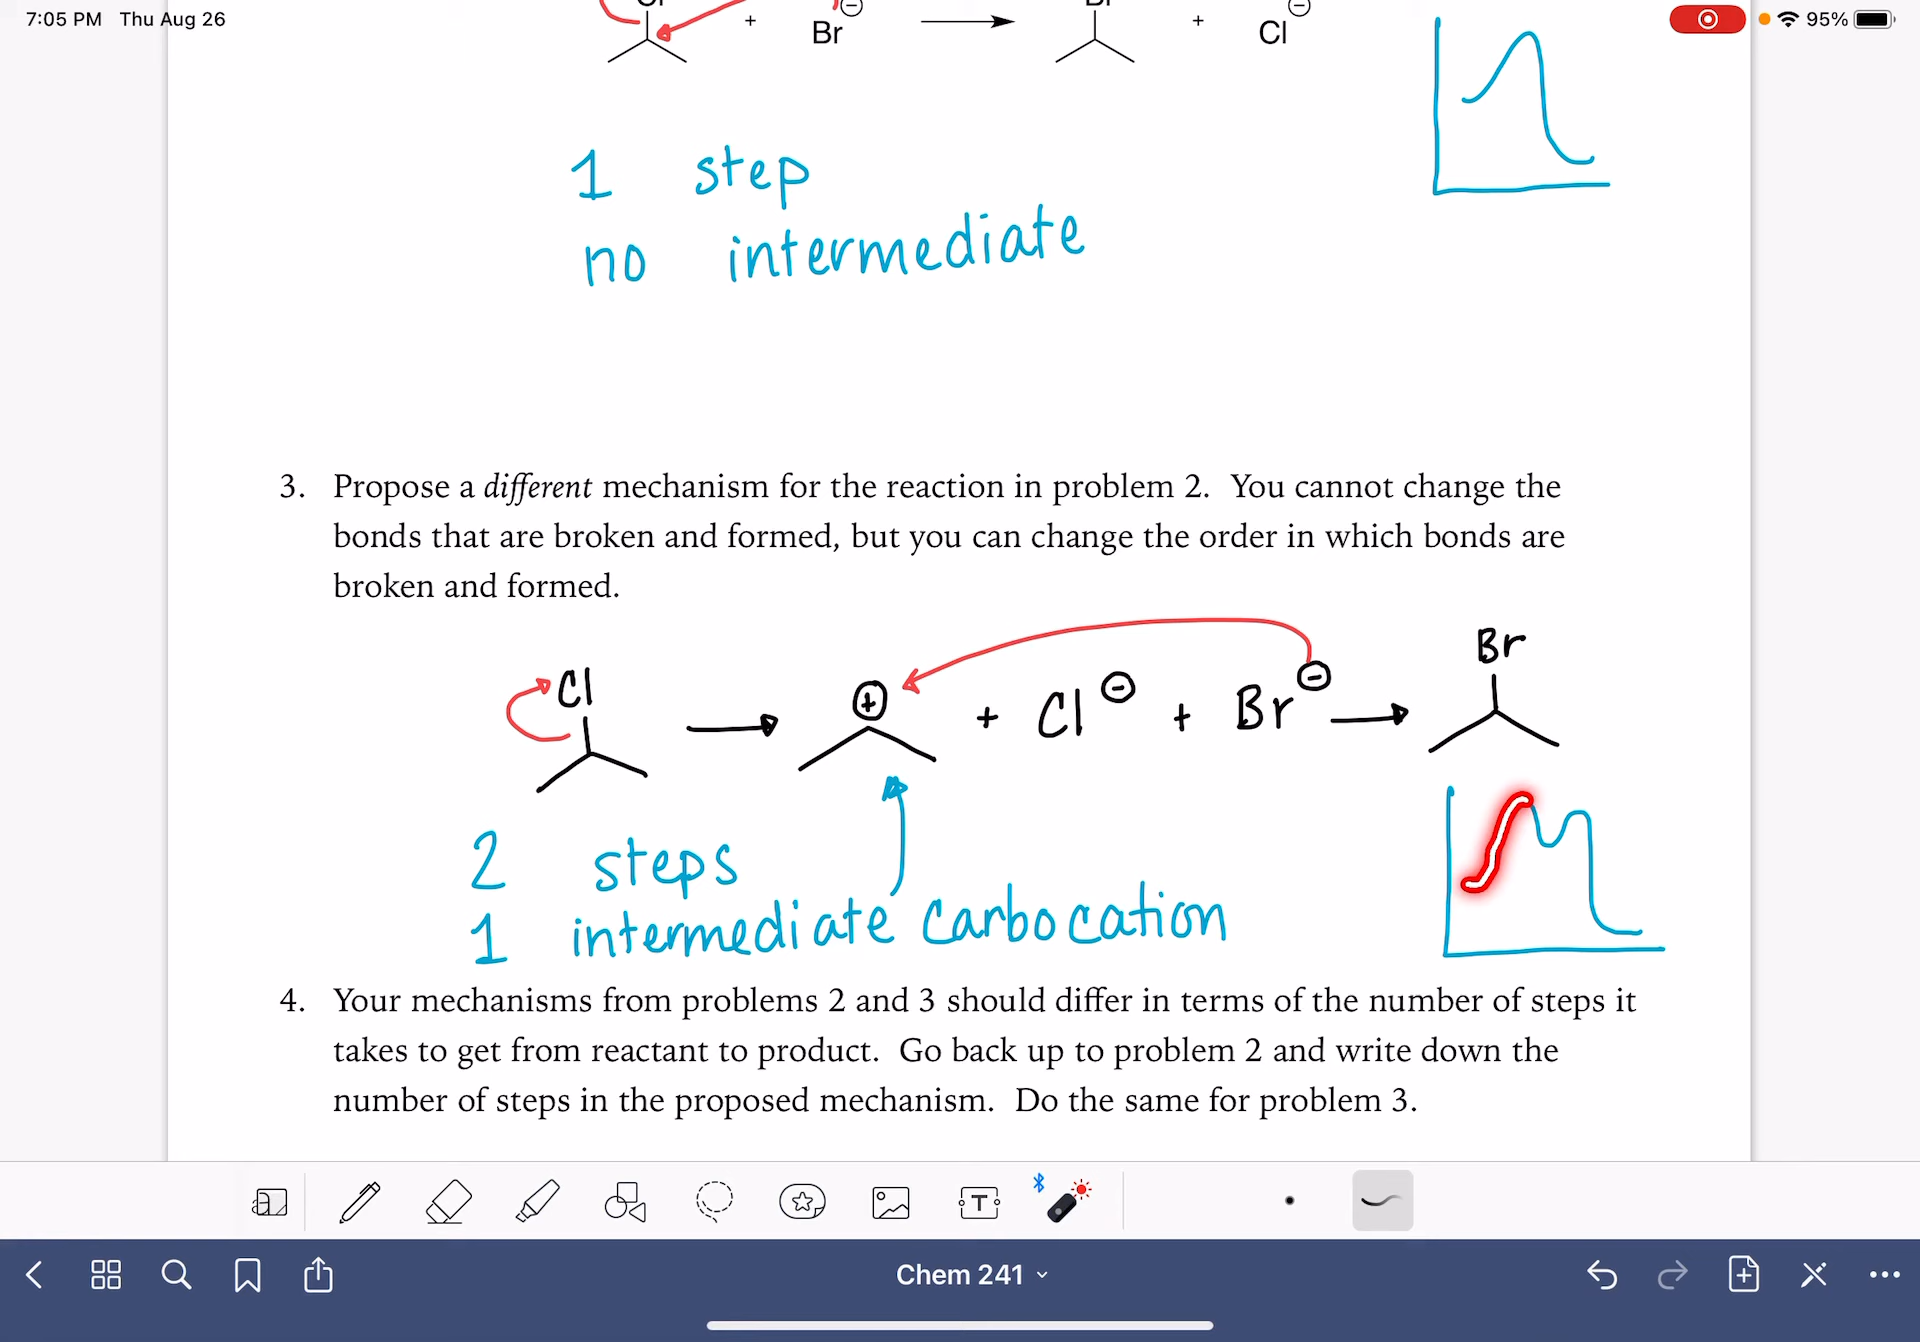 7:05 PM Thu Aug 26
95%
+ Br ⊖ + Cl ⊖
1 step
no intermediate
3. Propose a different mechanism for the reaction in problem 2. You cannot change the
bonds that are broken and formed, but you can change the order in which bonds are
broken and formed.
Br
Cl ⊕ + Cl ⊖ + Br ⊖
2 steps
1 intermediate carbocation
4. Your mechanisms from problems 2 and 3 should differ in terms of the number of steps it
takes to get from reactant to product. Go back up to problem 2 and write down the
number of steps in the proposed mechanism. Do the same for problem 3.
a
T
Chem 241